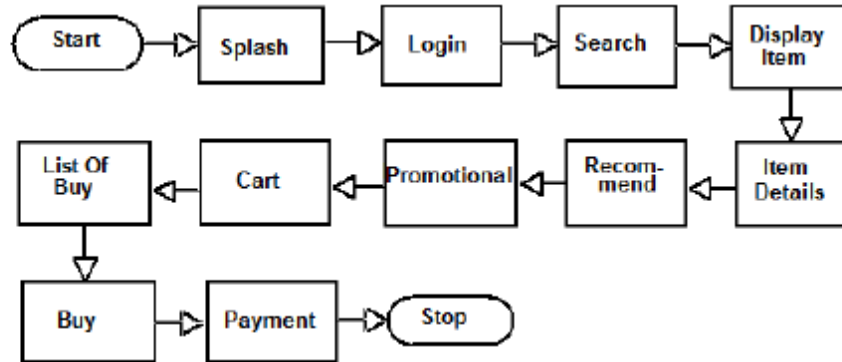 Start
Splash
Login
Search
Display
Item
List Of
Buy
Cart
Promotional
Recom-
mend
Item
Details
Buy
Payment
Stop